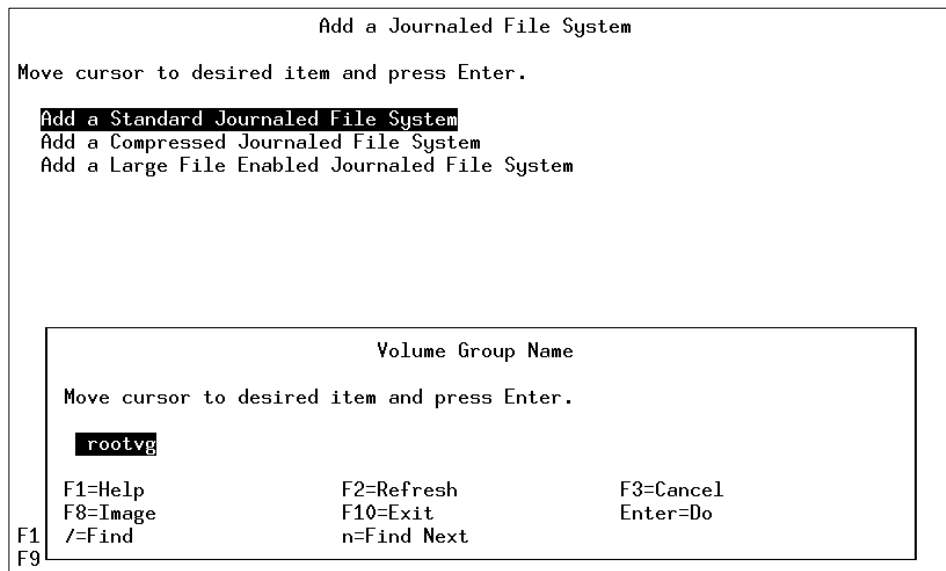 Add a Journaled File System
Move cursor to desired item and press Enter.
Add a Standard Journaled File System
Add a Compressed Journaled File System
Add a Large File Enabled Journaled File System
Volume Group Name
Move cursor to desired item and press Enter.
rootvg
F1=Help F2=Refresh F3=Cancel
F8=Image F10=Exit Enter=Do
F1 /=Find n=Find Next
F9